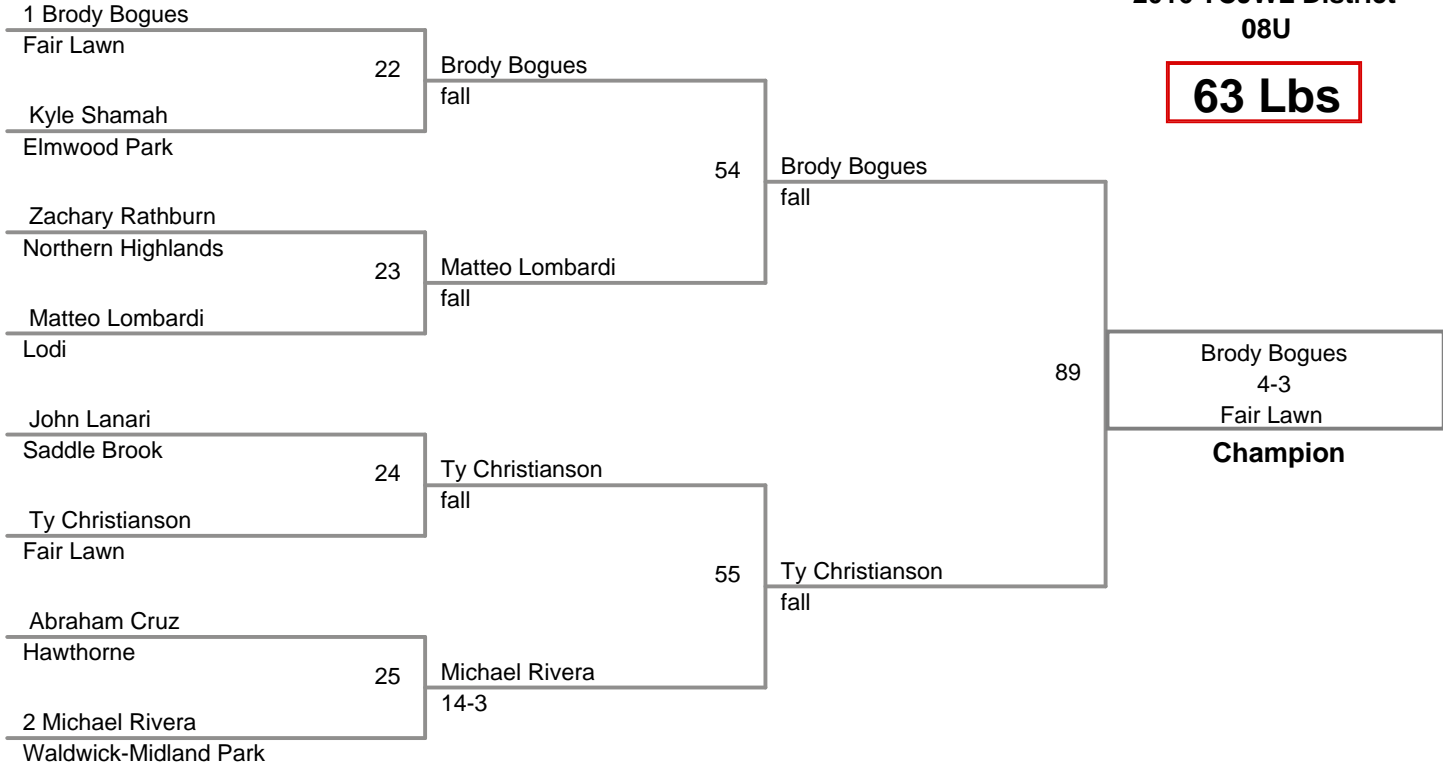 08U
63 Lbs
1 Brody Bogues
Fair Lawn
22
Kyle Shamah
Elmwood Park
Zachary Rathburn
Northern Highlands
23
Matteo Lombardi
Lodi
John Lanari
Saddle Brook
24
Ty Christianson
Fair Lawn
Abraham Cruz
Hawthorne
25
2 Michael Rivera
Waldwick-Midland Park
Brody Bogues
fall
54
Matteo Lombardi
fall
Ty Christianson
fall
55
Michael Rivera
14-3
Brody Bogues
fall
89
Ty Christianson
fall
Brody Bogues
4-3
Fair Lawn
Champion